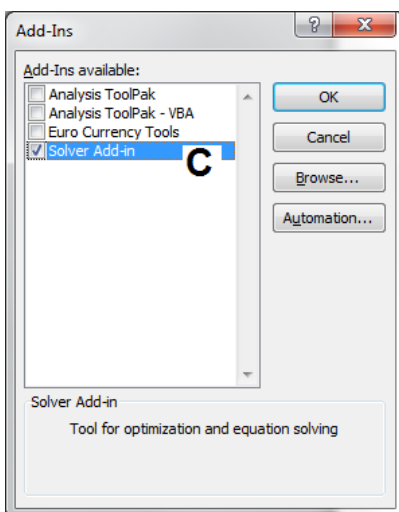 Add-Ins
?
X
Add-Ins available:
Analysis ToolPak
Analysis ToolPak - VBA
Euro Currency Tools
Solver Add-in
C
OK
Cancel
Browse...
Automation...
Solver Add-in
Tool for optimization and equation solving